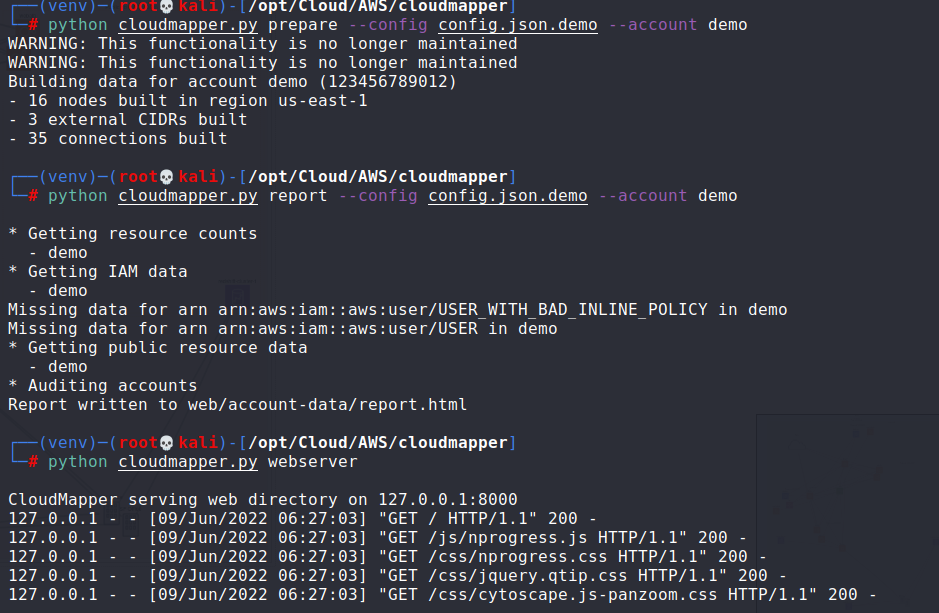 ┌──(venv)─(root💀kali)-[/opt/Cloud/AWS/cloudmapper]
└─# python cloudmapper.py prepare --config config.json.demo --account demo
WARNING: This functionality is no longer maintained
WARNING: This functionality is no longer maintained
Building data for account demo (123456789012)
- 16 nodes built in region us-east-1
- 3 external CIDRs built
- 35 connections built
┌──(venv)─(root💀kali)-[/opt/Cloud/AWS/cloudmapper]
└─# python cloudmapper.py report --config config.json.demo --account demo
* Getting resource counts
  - demo
* Getting IAM data
  - demo
Missing data for arn arn:aws:iam::aws:user/USER_WITH_BAD_INLINE_POLICY in demo
Missing data for arn arn:aws:iam::aws:user/USER in demo
* Getting public resource data
  - demo
* Auditing accounts
Report written to web/account-data/report.html
┌──(venv)─(root💀kali)-[/opt/Cloud/AWS/cloudmapper]
└─# python cloudmapper.py webserver
CloudMapper serving web directory on 127.0.0.1:8000
127.0.0.1 - - [09/Jun/2022 06:27:03] "GET / HTTP/1.1" 200 -
127.0.0.1 - - [09/Jun/2022 06:27:03] "GET /js/nprogress.js HTTP/1.1" 200 -
127.0.0.1 - - [09/Jun/2022 06:27:03] "GET /css/nprogress.css HTTP/1.1" 200 -
127.0.0.1 - - [09/Jun/2022 06:27:03] "GET /css/jquery.qtip.css HTTP/1.1" 200 -
127.0.0.1 - - [09/Jun/2022 06:27:03] "GET /css/cytoscape.js-panzoom.css HTTP/1.1" 200 -